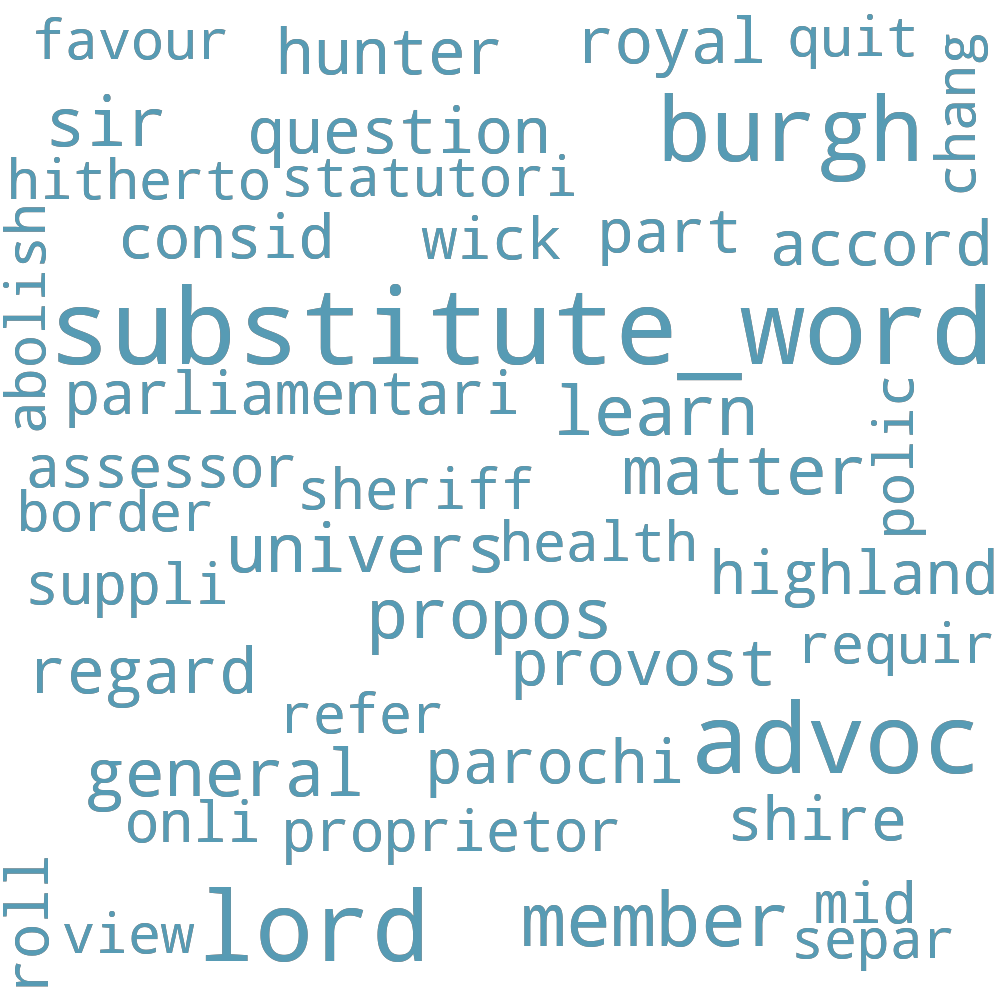 favour hunter royal quit
chang
sir question burgh
hitherto statutori
abolish
consid wick part accord
substitute_word
parliamentari learn
polic
assessor sheriff matter
border
univers health
suppli highland
propos
regard provost requir
refer
general parochi advoc
onli proprietor shire
roll
view lord member mid
separ